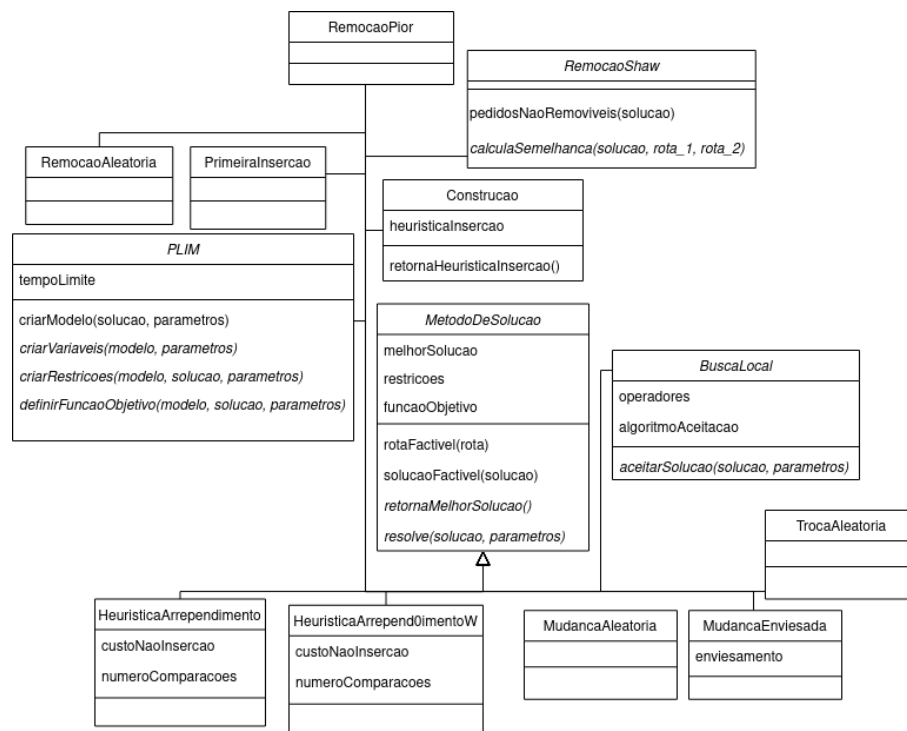 RemocaoPior
RemocaoShaw
pedidosNaoRemoviveis(solucao)
calculaSemelhanca(solucao, rota_1, rota_2)
RemocaoAleatoria
PrimeiraInsercao
Construcao
heuristicaInsercao
retornaHeuristicaInsercao()
PLIM
tempoLimite
criarModelo(solucao, parametros)
criarVariaveis(modelo, parametros)
criarRestricoes(modelo, solucao, parametros)
definirFuncaoObjetivo(modelo, solucao, parametros)
MetodoDeSolucao
melhorSolucao
restricoes
funcaoObjetivo
rotaFactivel(rota)
solucaoFactivel(solucao)
retornaMelhorSolucao()
resolve(solucao, parametros)
BuscaLocal
operadores
algoritmoAceitacao
aceitarSolucao(solucao, parametros)
TrocaAleatoria
HeuristicaArrependimento
custoNaoInsercao
numeroComparacoes
HeuristicaArrepend0imentoW
custoNaoInsercao
numeroComparacoes
MudancaAleatoria
MudancaEnviesada
enviesamento